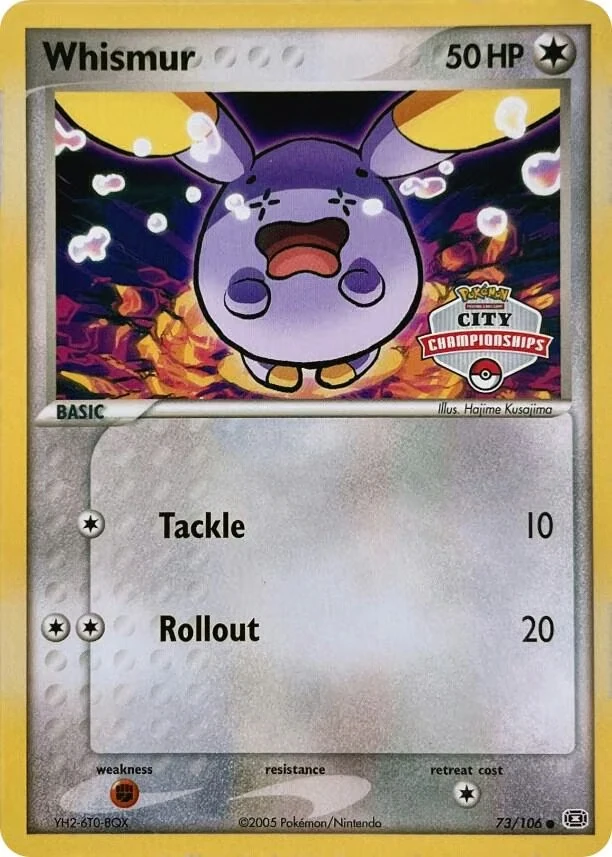 Whismur 50 HP
POKéMON
CITY
CHAMPIONSHIPS
BASIC
Illus. Hajime Kusajima
Tackle 10
Rollout 20
weakness resistance retreat cost
YH2-6T0-8QX ©2005 Pokémon/Nintendo 73/106